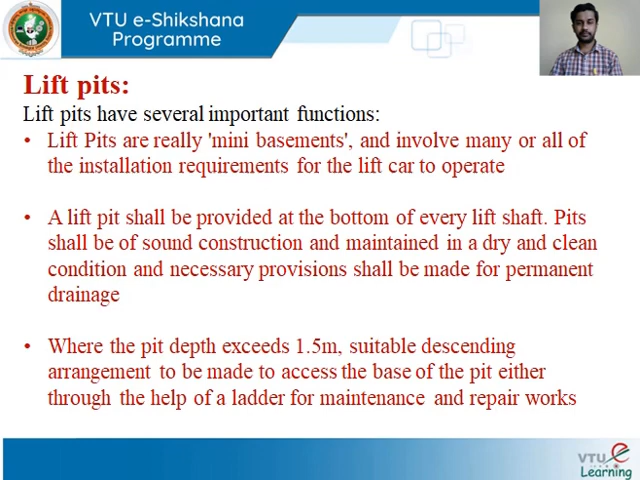 VTU e-Shikshana
Programme
Lift pits:
Lift pits have several important functions:
• Lift Pits are really 'mini basements', and involve many or all of
the installation requirements for the lift car to operate
• A lift pit shall be provided at the bottom of every lift shaft. Pits
shall be of sound construction and maintained in a dry and clean
condition and necessary provisions shall be made for permanent
drainage
• Where the pit depth exceeds 1.5m, suitable descending
arrangement to be made to access the base of the pit either
through the help of a ladder for maintenance and repair works
VTU e
Learning